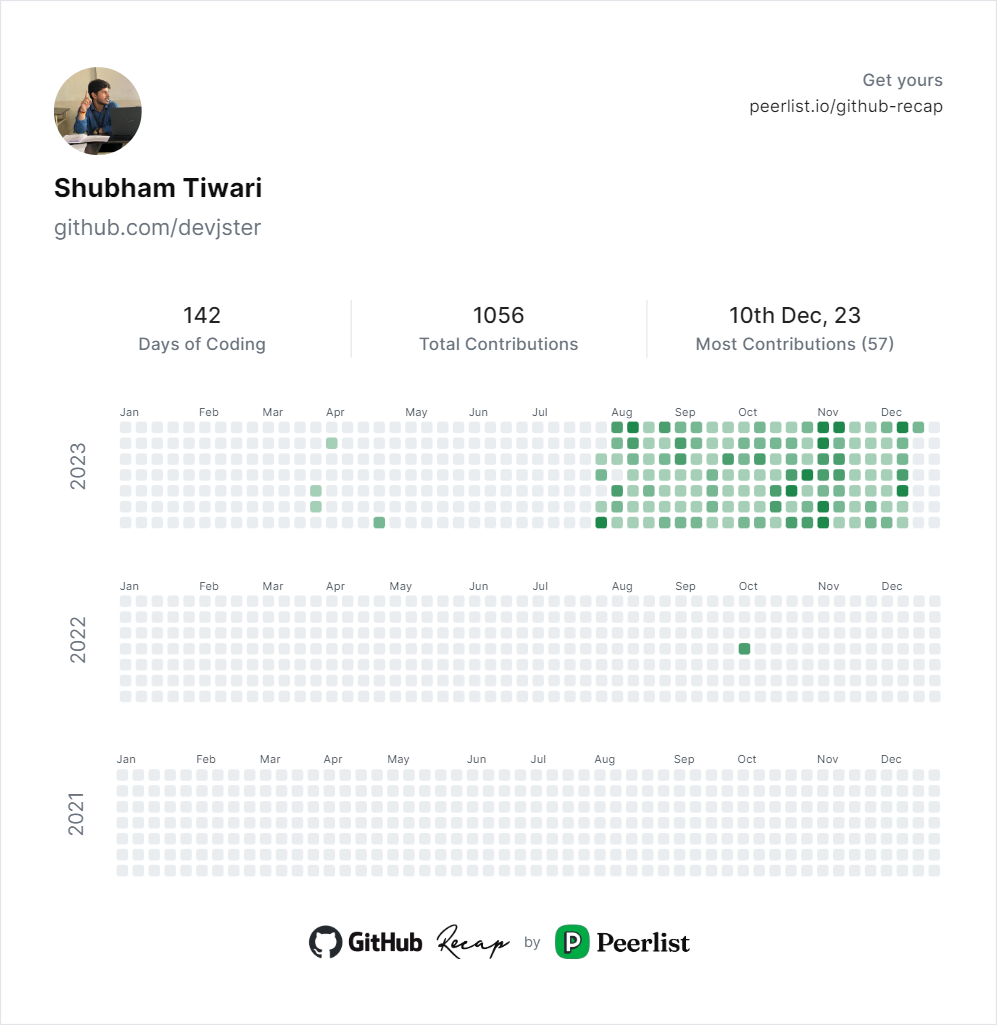 Get yours
peerlist.io/github-recap
Shubham Tiwari
github.com/devjster
142
Days of Coding
1056
Total Contributions
10th Dec, 23
Most Contributions (57)
Jan Feb Mar Apr May Jun Jul Aug Sep Oct Nov Dec
2023
Jan Feb Mar Apr May Jun Jul Aug Sep Oct Nov Dec
2022
Jan Feb Mar Apr May Jun Jul Aug Sep Oct Nov Dec
2021
GitHub Recap by P Peerlist